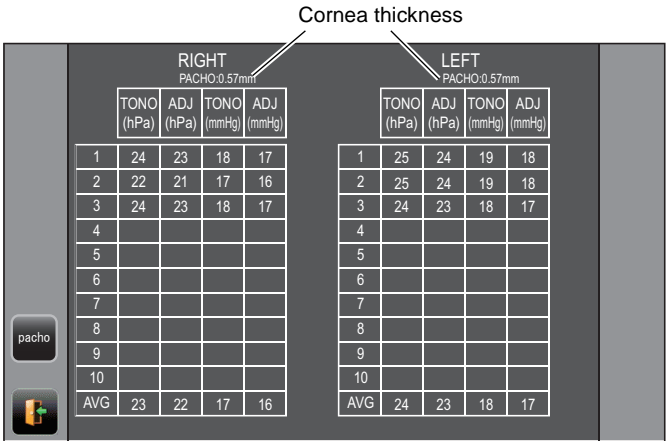 Cornea thickness
RIGHT LEFT
PACHO:0.57mm PACHO:0.57mm
TONO ADJ TONO ADJ TONO ADJ TONO ADJ
(hPa) (hPa) (mmHg) (mmHg) (hPa) (hPa) (mmHg) (mmHg)
1 24 23 18 17 1 25 24 19 18
2 22 21 17 16 2 25 24 19 18
3 24 23 18 17 3 24 23 18 17
4 4
5 5
6 6
7 7
8 8
pacho
9 9
10 10
AVG 23 22 17 16 AVG 24 23 18 17